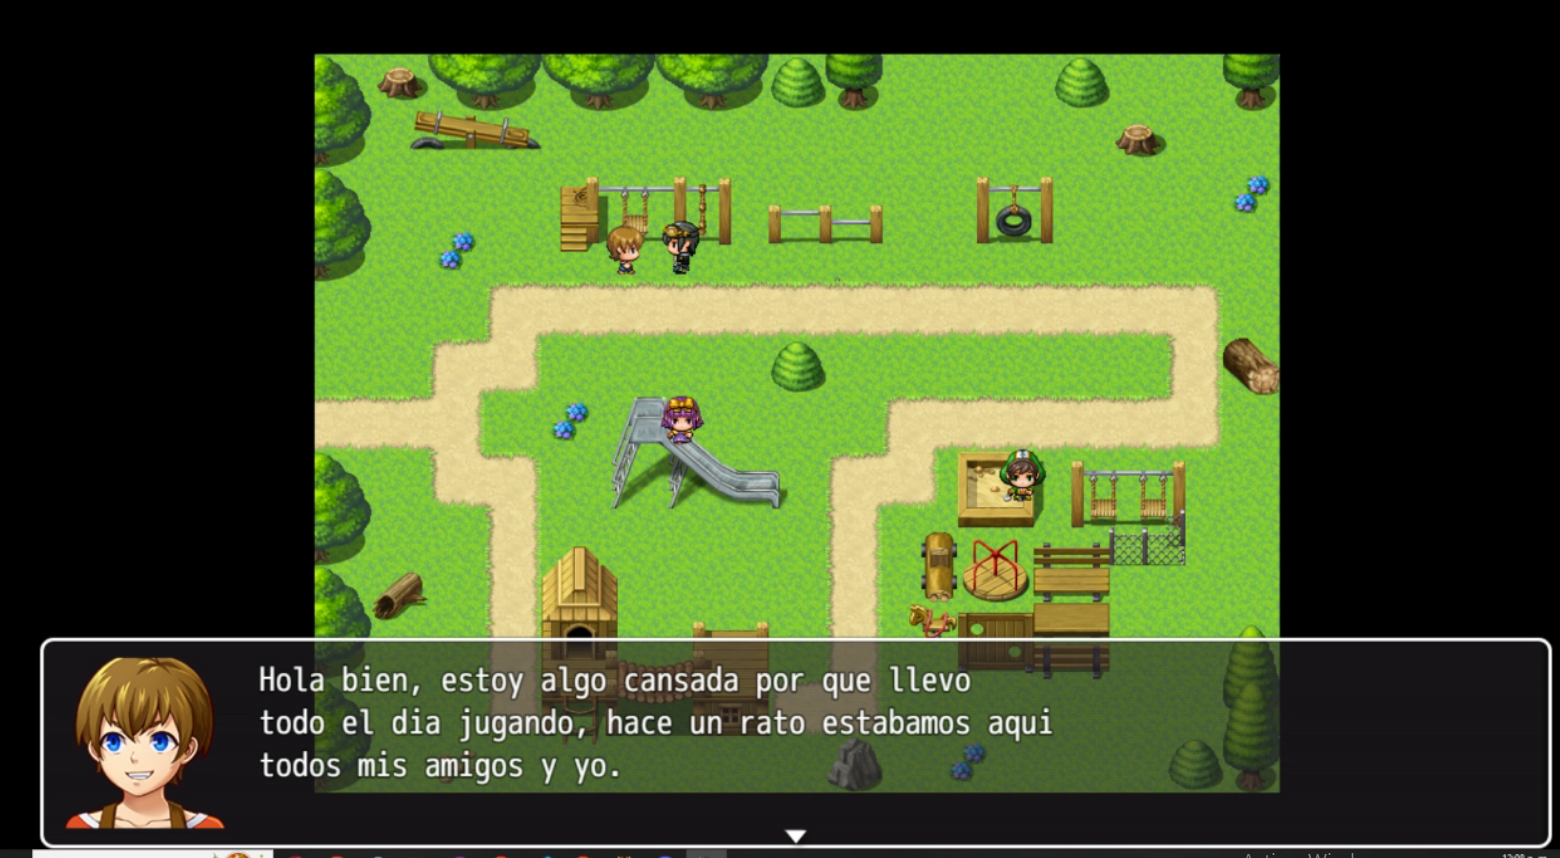 Hola bien, estoy algo cansada por que llevo
todo el dia jugando, hace un rato estabamos aqui
todos mis amigos y yo.